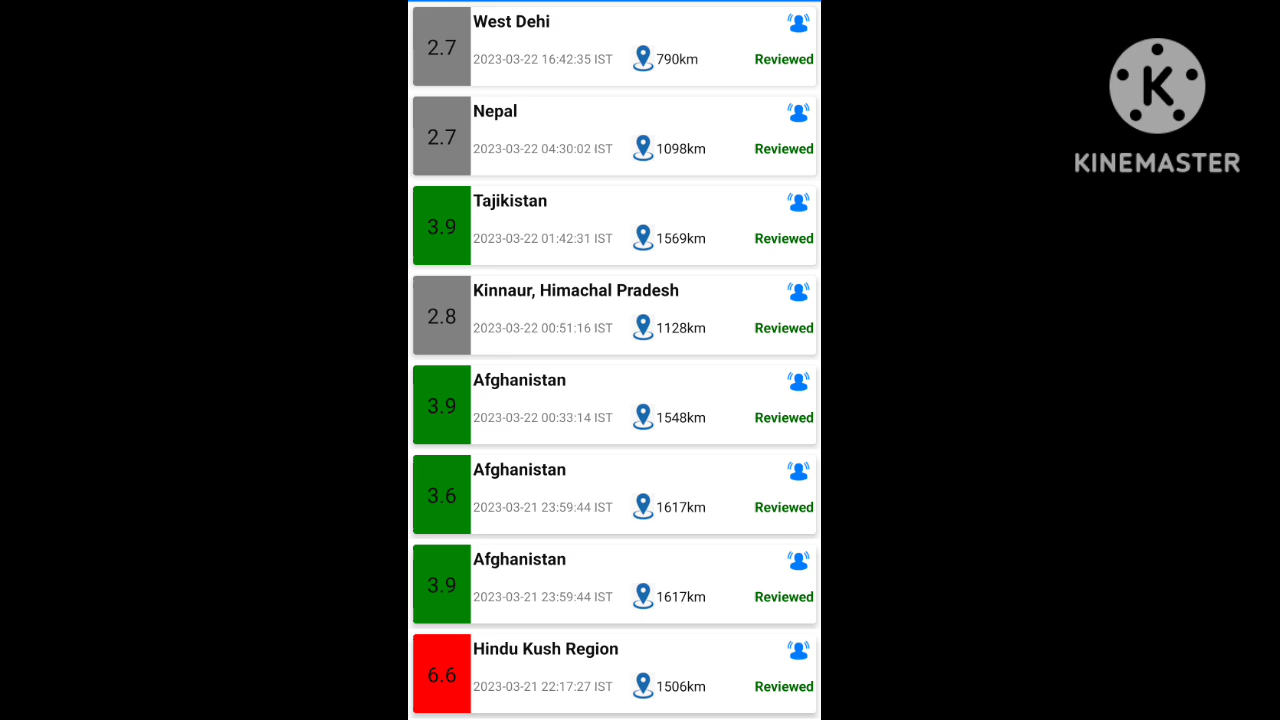 2.7
West Dehi
2023-03-22 16:42:35 IST
790km
Reviewed
2.7
Nepal
2023-03-22 04:30:02 IST
1098km
Reviewed
3.9
Tajikistan
2023-03-22 01:42:31 IST
1569km
Reviewed
2.8
Kinnaur, Himachal Pradesh
2023-03-22 00:51:16 IST
1128km
Reviewed
3.9
Afghanistan
2023-03-22 00:33:14 IST
1548km
Reviewed
3.6
Afghanistan
2023-03-21 23:59:44 IST
1617km
Reviewed
3.9
Afghanistan
2023-03-21 23:59:44 IST
1617km
Reviewed
6.6
Hindu Kush Region
2023-03-21 22:17:27 IST
1506km
Reviewed
K
KINEMASTER